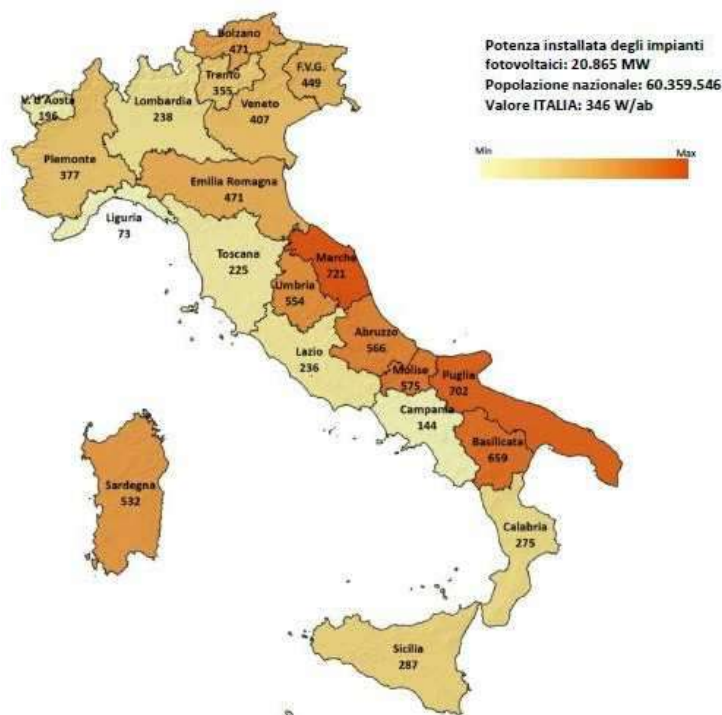 Potenza installata degli impianti
fotovoltaici: 20.865 MW
Popolazione nazionale: 60.359.546
Valore ITALIA: 346 W/ab
Min
Max
Bolzano
471
Trento
355
F.V.G.
449
V. d'Aosta
196
Lombardia
238
Veneto
407
Piemonte
377
Emilia Romagna
471
Liguria
73
Toscana
225
Marche
721
Umbria
554
Abruzzo
566
Lazio
236
Molise
575
Puglia
702
Campania
144
Basilicata
659
Sardegna
532
Calabria
275
Sicilia
287